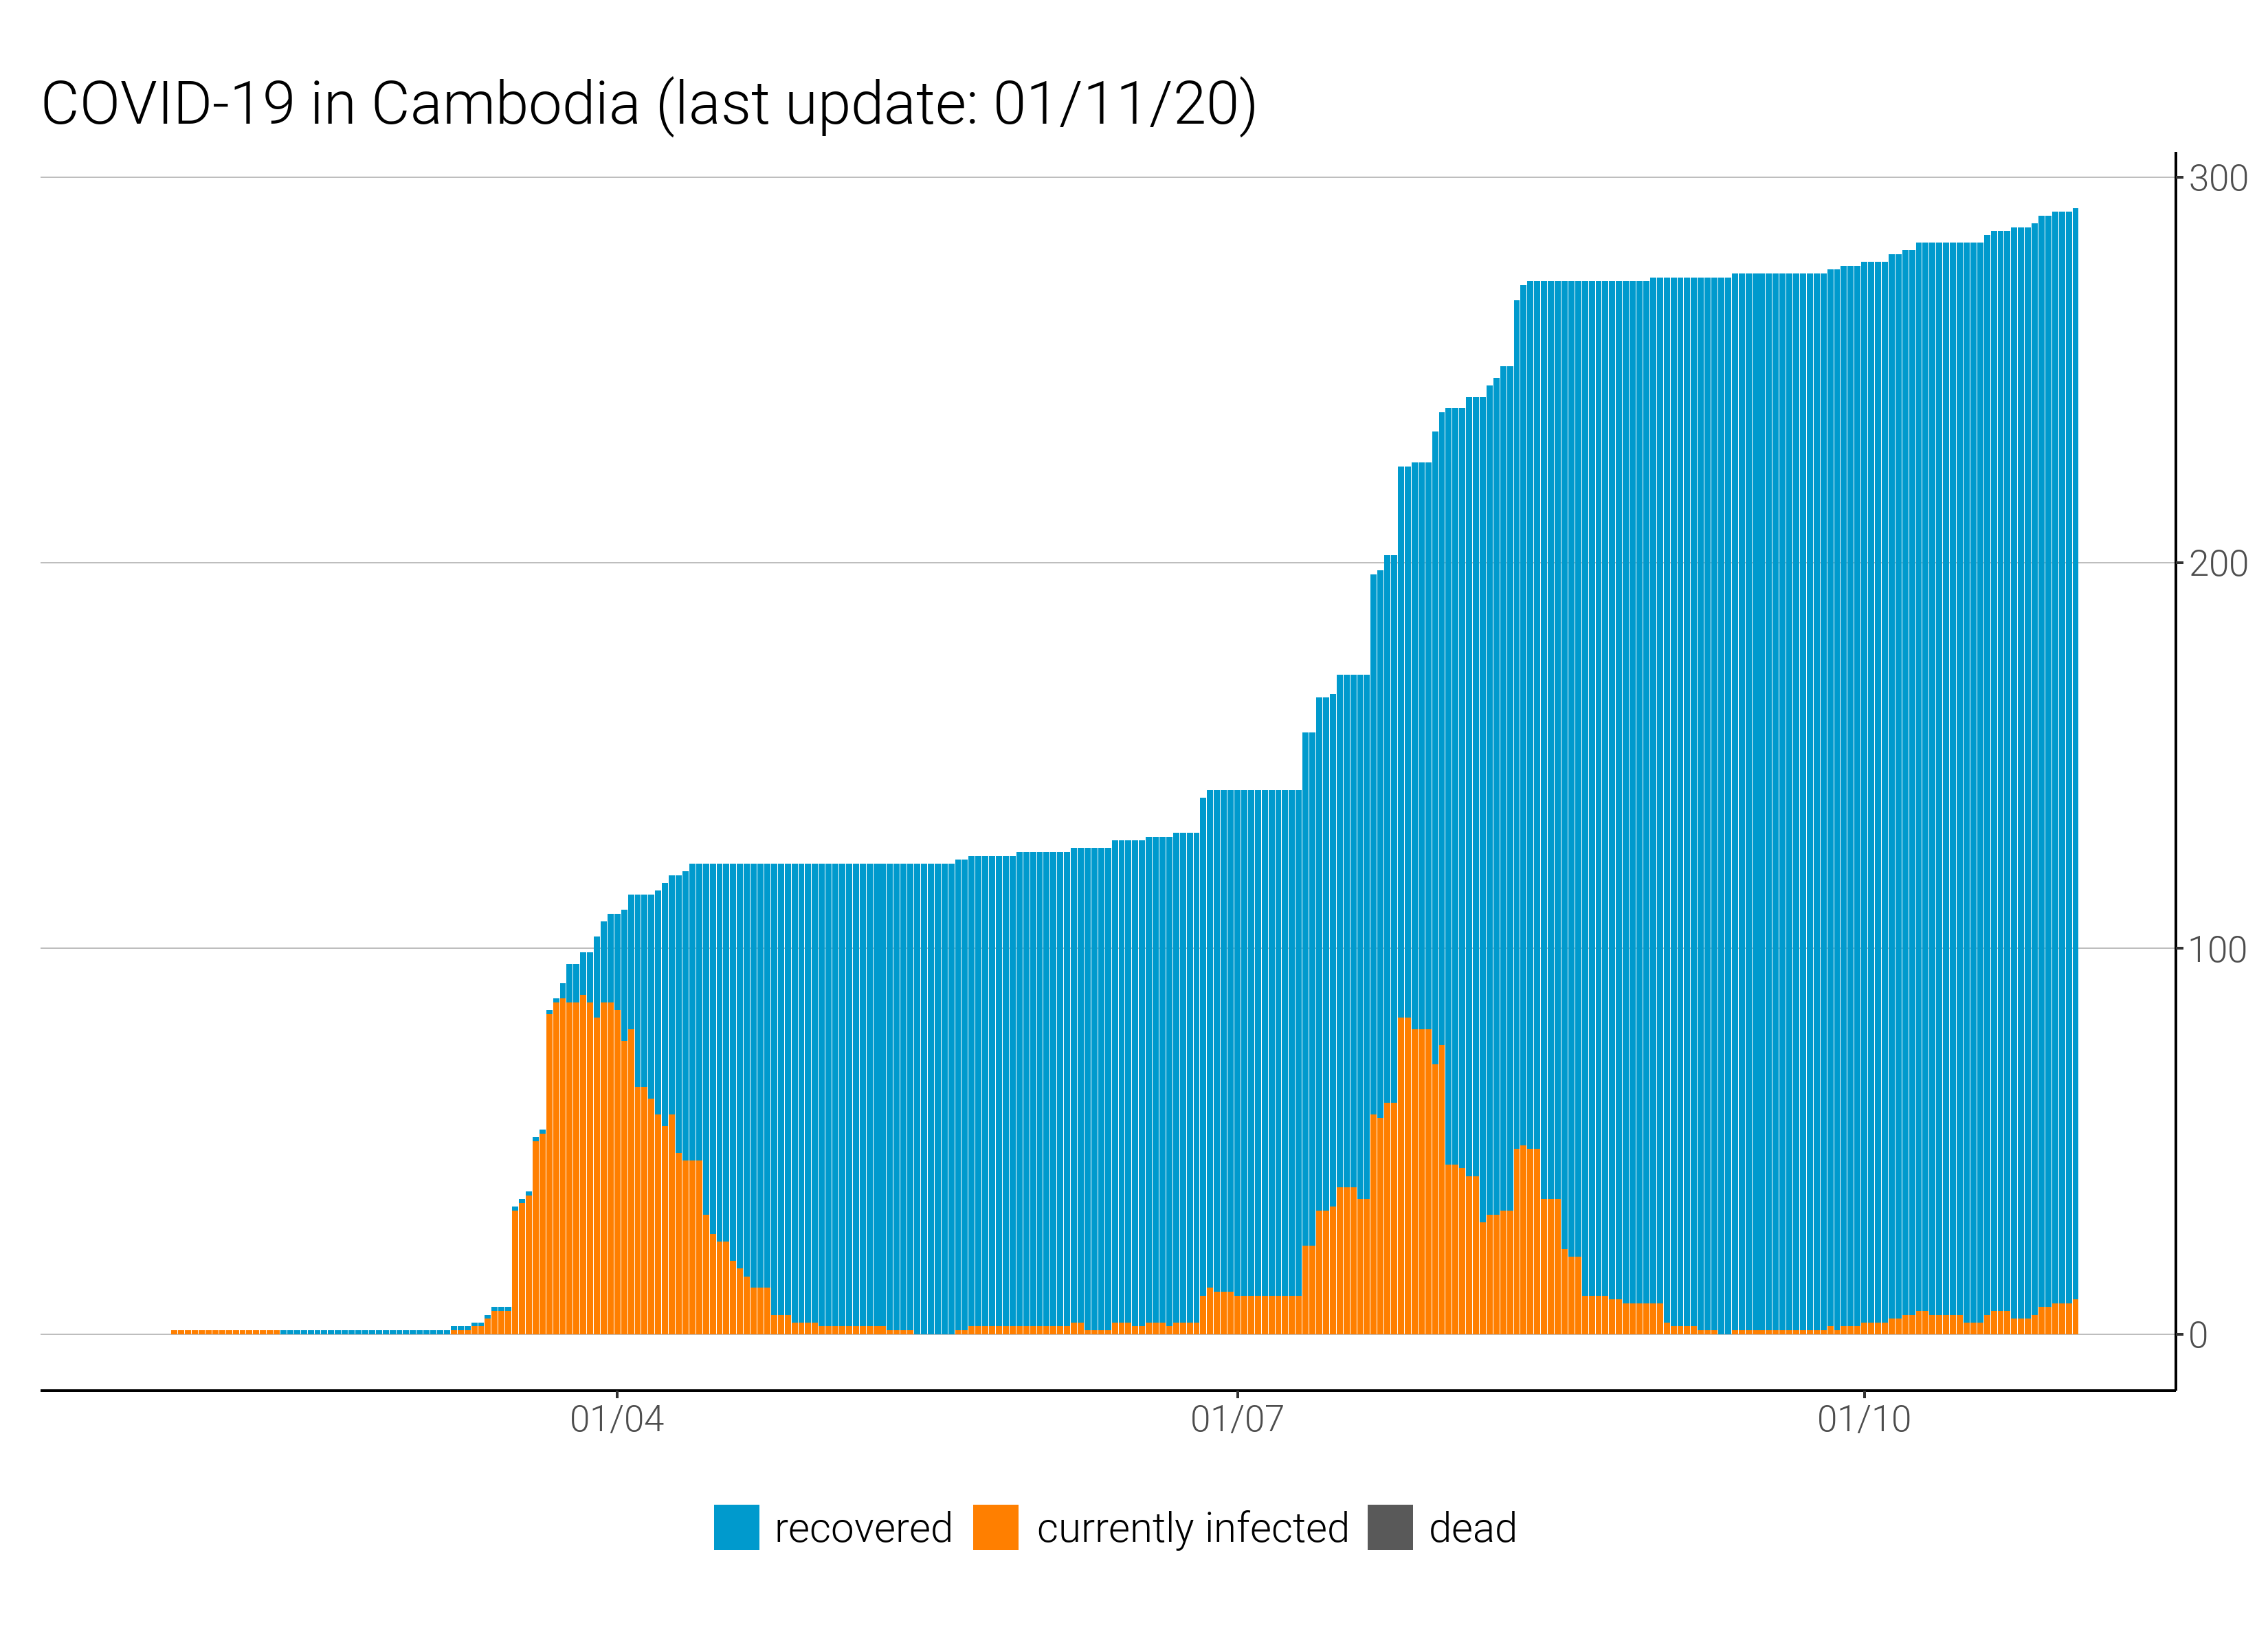 COVID-19 in Cambodia (last update: 01/11/20)
300
200
100
0
01/04 01/07 01/10
recovered currently infected dead